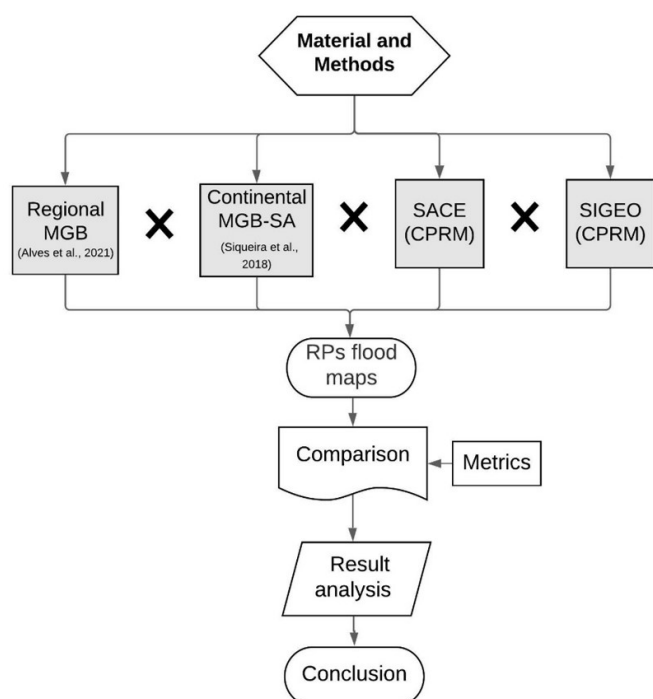 Material and
Methods
Regional
MGB
(Alves et al., 2021)
Continental
MGB-SA
(Siqueira et al.,
2018)
SACE
(CPRM)
SIGEO
(CPRM)
RPs flood
maps
Comparison
Metrics
Result
analysis
Conclusion